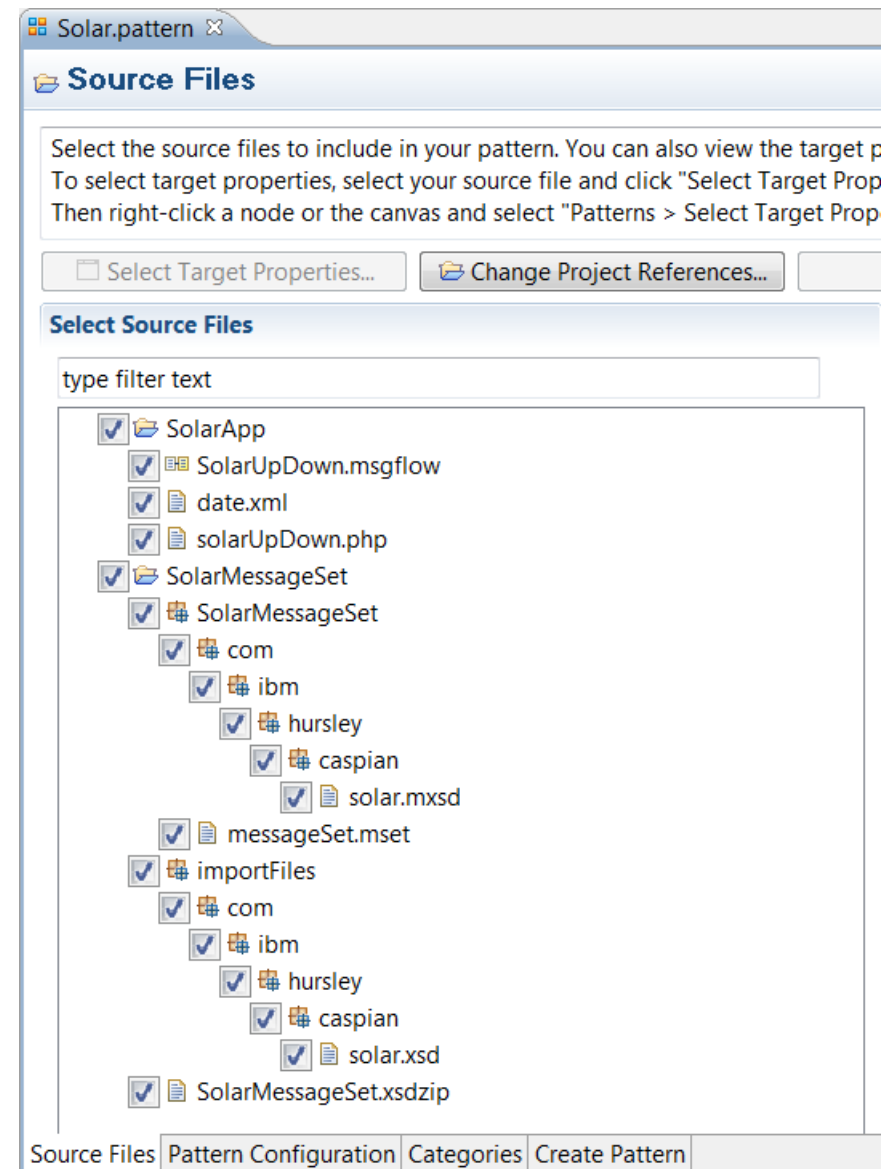 Solar.pattern
Source Files
Select the source files to include in your pattern. You can also view the target p
To select target properties, select your source file and click "Select Target Prop
Then right-click a node or the canvas and select "Patterns > Select Target Prop
Select Target Properties... Change Project References...
Select Source Files
type filter text
SolarApp
SolarUpDown.msgflow
date.xml
solarUpDown.php
SolarMessageSet
SolarMessageSet
com
ibm
hursley
caspian
solar.mxsd
messageSet.mset
importFiles
com
ibm
hursley
caspian
solar.xsd
SolarMessageSet.xsdzip
Source Files Pattern Configuration Categories Create Pattern